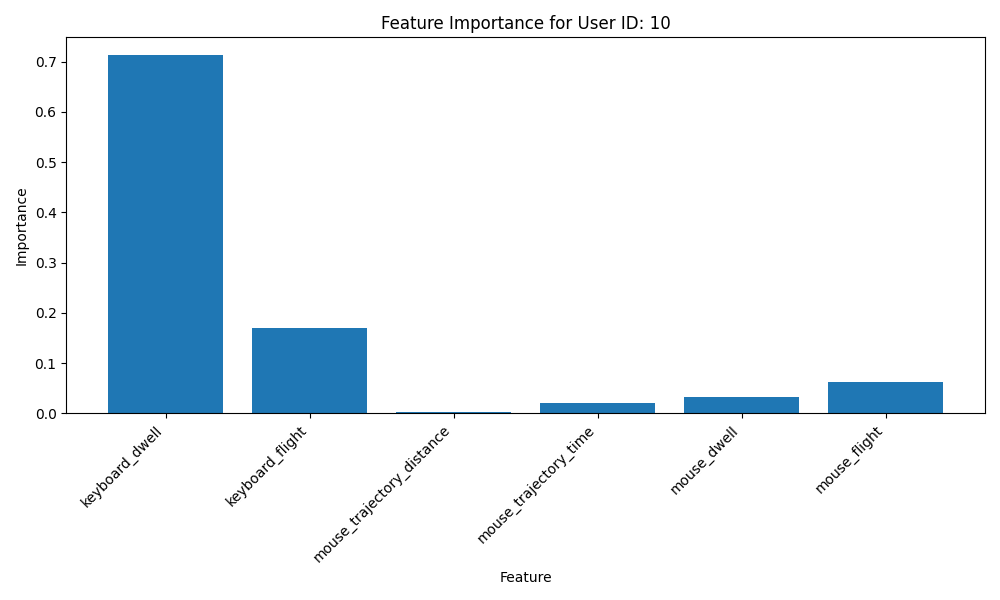 Feature Importance for User ID: 10
Importance
0.7
0.6
0.5
0.4
0.3
0.2
0.1
0.0
keyboard_dwell
keyboard_flight
mouse_trajectory_distance
mouse_trajectory_time
mouse_dwell
mouse_flight
Feature